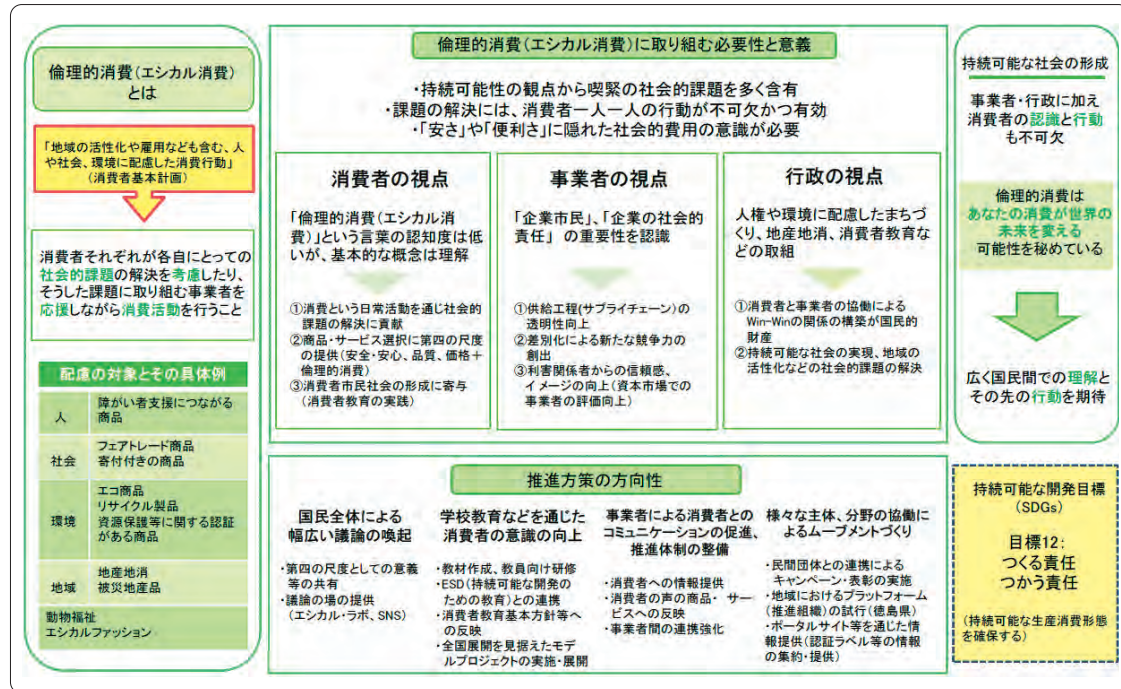 倫理的消費(エシカル消費)
とは
「地域の活性化や雇用なども含む、人
や社会、環境に配慮した消費行動」
(消費者基本計画)
消費者それぞれが各自にとっての
社会的課題の解決を考慮したり、
そうした課題に取り組む事業者を
応援しながら消費活動を行うこと
配慮の対象とその具体例
人
障がい者支援につながる
商品
社会
フェアトレード商品
寄付付きの商品
環境
エコ商品
リサイクル製品
資源保護等に関する認証
がある商品
地域
地産地消
被災地産品
動物福祉
エシカルファッション
倫理的消費(エシカル消費)に取り組む必要性と意義
・持続可能性の観点から喫緊の社会的課題を多く含有
・課題の解決には、消費者一人一人の行動が不可欠かつ有効
・「安さ」や「便利さ」に隠れた社会的費用の意識が必要
消費者の視点
「倫理的消費(エシカル消
費)」という言葉の認知度は低
いが、基本的な概念は理解
①消費という日常活動を通じ社会的
課題の解決に貢献
②商品・サービス選択に第四の尺度
の提供(安全・安心、品質、価格+
倫理的消費)
③消費者市民社会の形成に寄与
(消費者教育の実践)
事業者の視点
「企業市民」、「企業の社会的
責任」 の重要性を認識
①供給工程(サプライチェーン)の
透明性向上
②差別化による新たな競争力の
創出
③利害関係者からの信頼感、
イメージの向上(資本市場での
事業者の評価向上)
行政の視点
人権や環境に配慮したまちづ
くり、地産地消、消費者教育な
どの取組
①消費者と事業者の協働による
Win-Winの関係の構築が国民的
財産
②持続可能な社会の実現、地域の
活性化などの社会的課題の解決
推進方策の方向性
国民全体による
幅広い議論の喚起
・第四の尺度としての意義
等の共有
・議論の場の提供
(エシカル・ラボ、SNS)
学校教育などを通じた
消費者の意識の向上
・教材作成、教員向け研修
・ESD(持続可能な開発の
ための教育)との連携
・消費者教育基本方針等へ
の反映
・全国展開を見据えたモデ
ルプロジェクトの実施・展開
事業者による消費者との
コミュニケーションの促進、
推進体制の整備
・消費者への情報提供
・消費者の声の商品・ サー
ビスへの反映
・事業者間の連携強化
様々な主体、分野の協働に
よるムーブメントづくり
・民間団体との連携による
キャンペーン・表彰の実施
・地域におけるプラットフォーム
(推進組織)の試行(徳島県)
・ポータルサイト等を通じた情
報提供(認証ラベル等の情報
の集約・提供)
持続可能な社会の形成
事業者・行政に加え
消費者の認識と行動
も不可欠
倫理的消費は
あなたの消費が世界の
未来を変える
可能性を秘めている
広く国民間での理解と
その先の行動を期待
持続可能な開発目標
(SDGs)
目標12:
つくる責任
つかう責任
(持続可能な生産消費形態
を確保する)